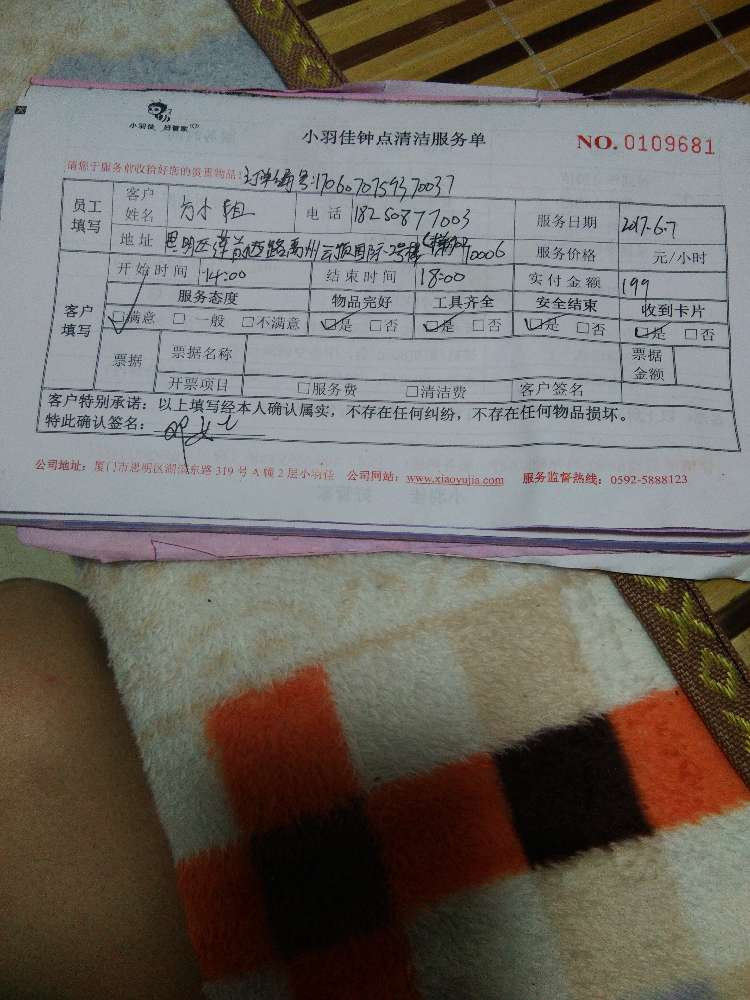 小羽佳 好管家
小羽佳钟点清洁服务单
NO. 0109681
请您于服务前收拾好您的贵重物品! 订单编号:
员工填写 客户姓名 方小姐 电话 18250877003 服务日期 2017.6.7
地址 思明区 禹州云顶国际 服务价格 元/小时
客户填写 开始时间 14:00 结束时间 18:00 实付金额 199
服务态度 物品完好 工具齐全 安全结束 收到卡片
□满意 □一般 □不满意 □是 □否 □是 □否 □是 □否 □是 □否
票据 票据名称 票据金额
开票项目 □服务费 □清洁费 客户签名
客户特别承诺:以上填写经本人确认属实,不存在任何纠纷,不存在任何物品损坏。
特此确认签名:
公司地址:厦门市思明区湖滨东路 319 号 A 幢 2 层小羽佳 公司网站:www.xiaoyujia.com 服务监督热线:0592-5888123